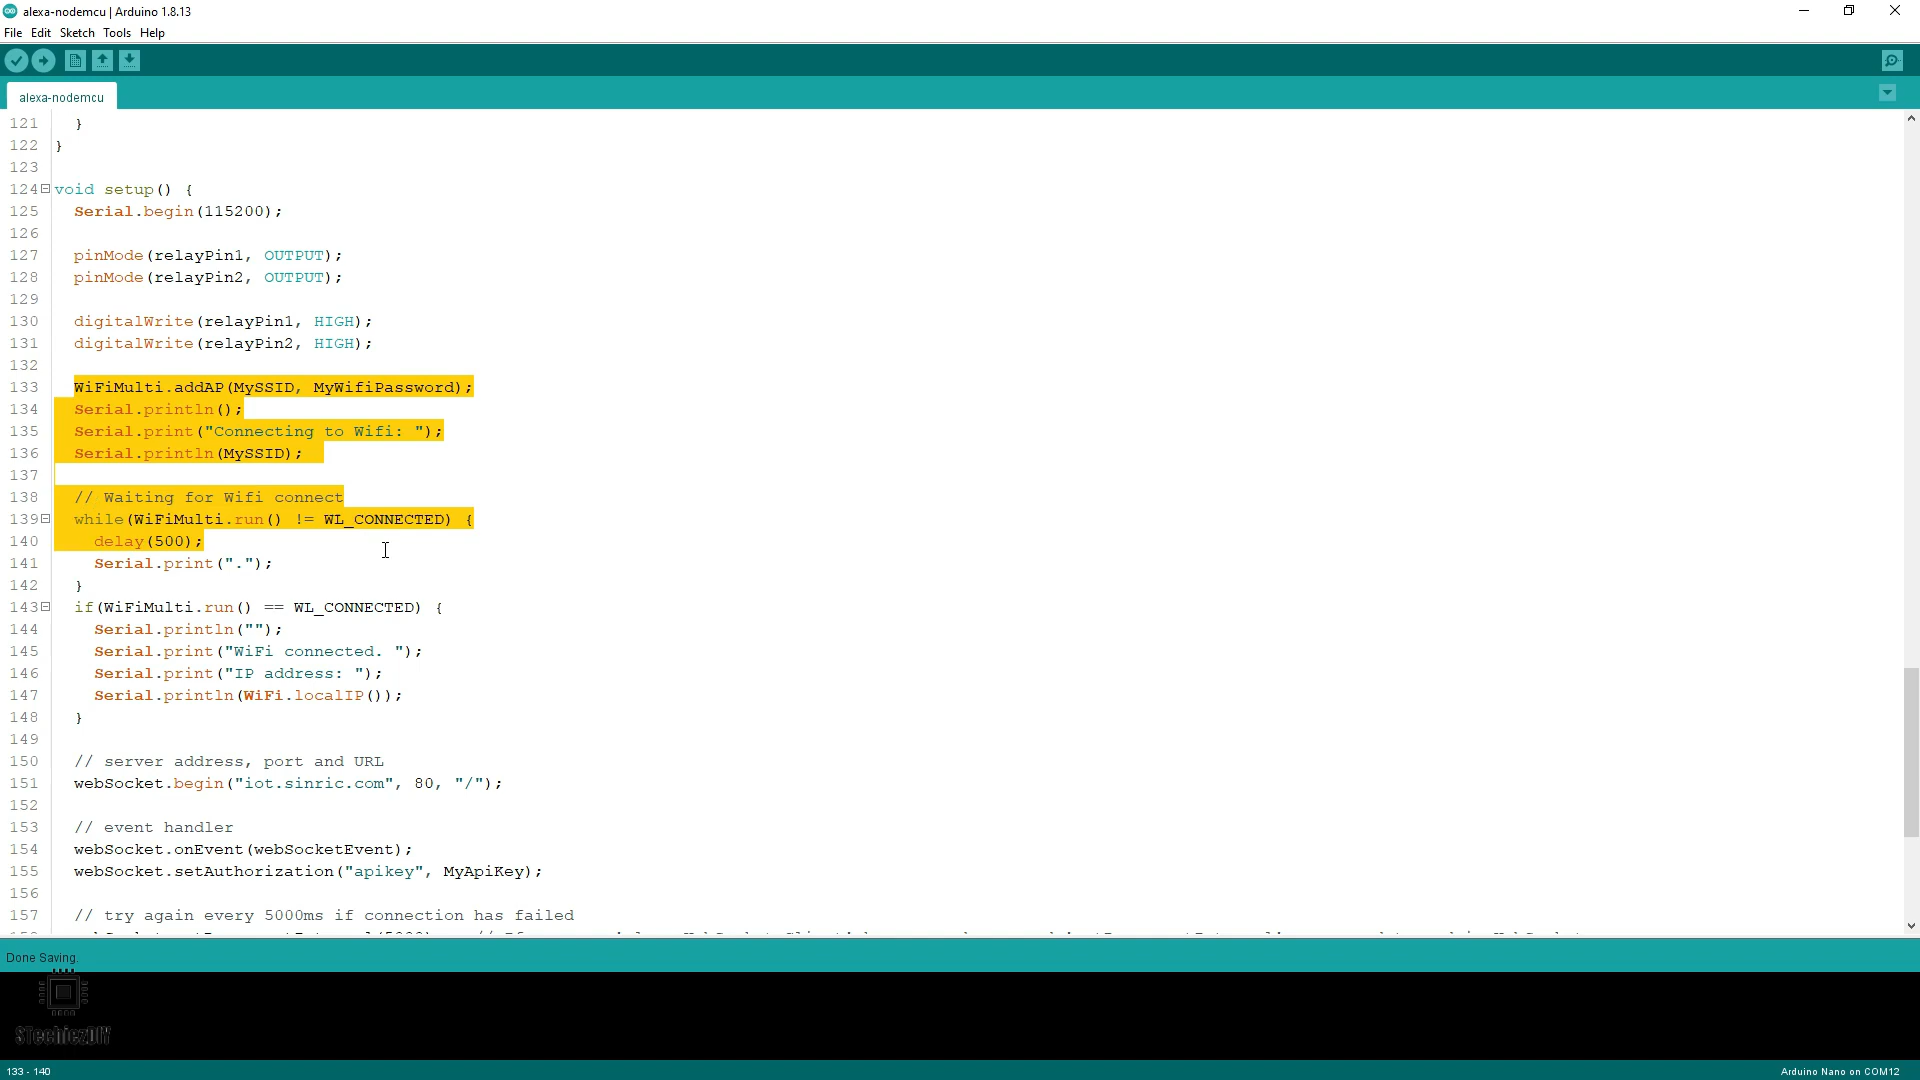 alexa-nodemcu | Arduino 1.8.13
File Edit Sketch Tools Help
alexa-nodemcu
121 }
122 }
123
124 void setup() {
125 Serial.begin(115200);
126
127 pinMode(relayPin1, OUTPUT);
128 pinMode(relayPin2, OUTPUT);
129
130 digitalWrite(relayPin1, HIGH);
131 digitalWrite(relayPin2, HIGH);
132
133 WiFiMulti.addAP(MySSID, MyWifiPassword);
134 Serial.println();
135 Serial.print("Connecting to Wifi: ");
136 Serial.println(MySSID);
137
138 // Waiting for Wifi connect
139 while(WiFiMulti.run() != WL_CONNECTED) {
140 delay(500);
141 Serial.print(".");
142 }
143 if(WiFiMulti.run() == WL_CONNECTED) {
144 Serial.println("");
145 Serial.print("WiFi connected. ");
146 Serial.print("IP address: ");
147 Serial.println(WiFi.localIP());
148 }
149
150 // server address, port and URL
151 webSocket.begin("iot.sinric.com", 80, "/");
152
153 // event handler
154 webSocket.onEvent(webSocketEvent);
155 webSocket.setAuthorization("apikey", MyApiKey);
156
157 // try again every 5000ms if connection has failed
Done Saving.
STechiezDIY
133 - 140
Arduino Nano on COM12